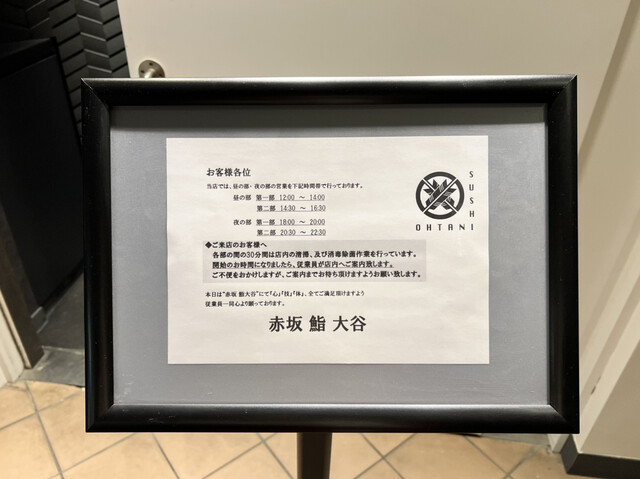 お客様各位
当店では、昼の部・夜の部の営業を下記時間帯で行っております。
昼の部 第一部 12:00 ～ 14:00
第二部 14:30 ～ 16:30
夜の部 第一部 18:00 ～ 20:00
第二部 20:30 ～ 22:30
◆ご来店のお客様へ
各部の間の30分間は店内の清掃、及び消毒除菌作業を行っています。
開始のお時間になりましたら、従業員が店内へご案内致します。
ご不便をおかけしますが、ご案内までお待ち頂けますようお願い致します。
本日は"赤坂 鮨大谷"にて「心」「技」「体」、全てご満足頂けますよう
従業員一同心より願っております。
赤坂 鮨 大谷
SUSHI
OHTANI